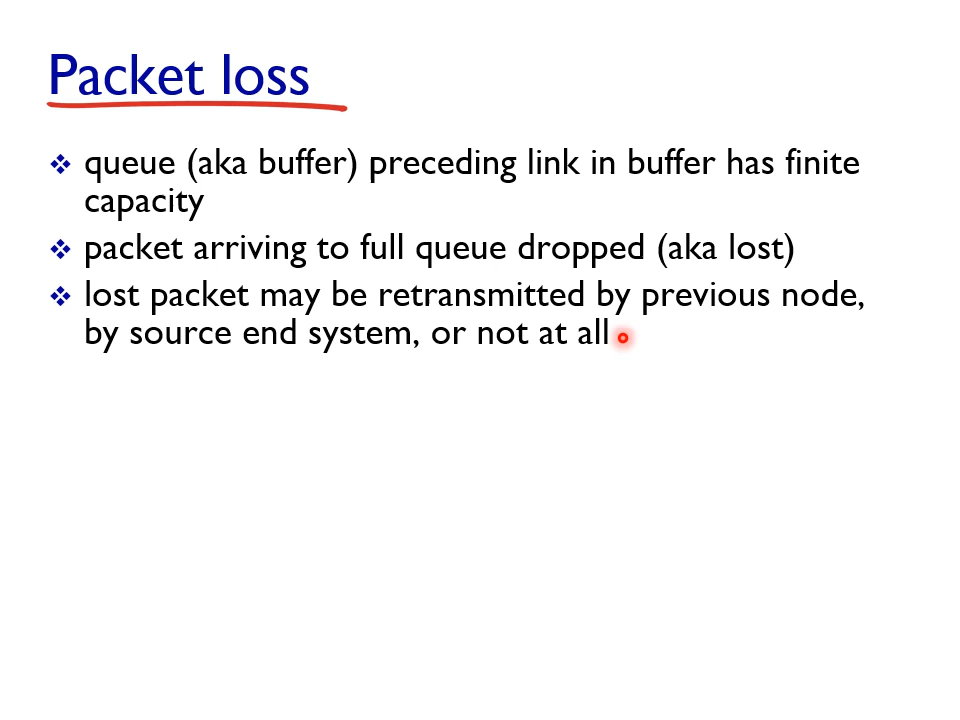 Packet loss
queue (aka buffer) preceding link in buffer has finite
capacity
packet arriving to full queue dropped (aka lost)
lost packet may be retransmitted by previous node,
by source end system, or not at all